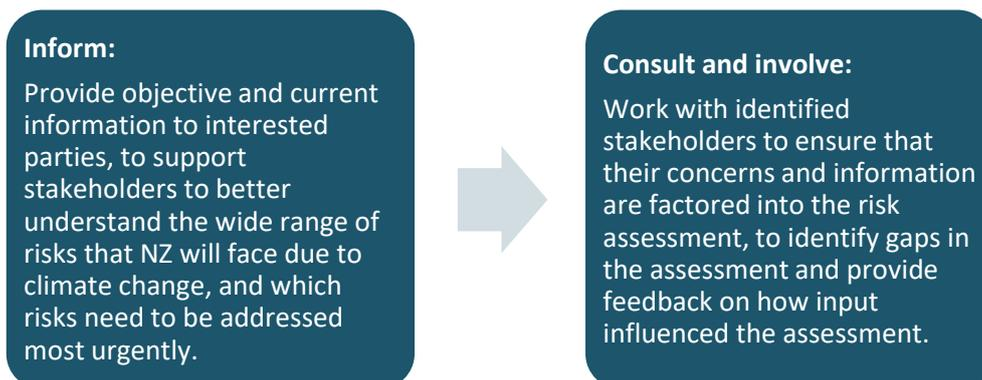 Inform:
Provide objective and current
information to interested
parties, to support
stakeholders to better
understand the wide range of
risks that NZ will face due to
climate change, and which
risks need to be addressed
most urgently.
Consult and involve:
Work with identified
stakeholders to ensure that
their concerns and information
are factored into the risk
assessment, to identify gaps in
the assessment and provide
feedback on how input
influenced the assessment.